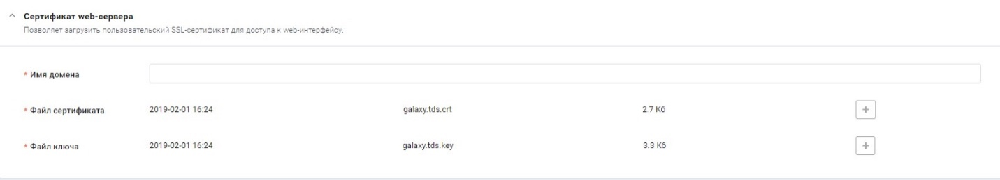 Сертификат web-сервера
Позволяет загрузить пользовательский SSL-сертификат для доступа к web-интерфейсу.
* Имя домена
* Файл сертификата 2019-02-01 16:24 galaxy.tds.crt 2.7 Кб +
* Файл ключа 2019-02-01 16:24 galaxy.tds.key 3.3 Кб +